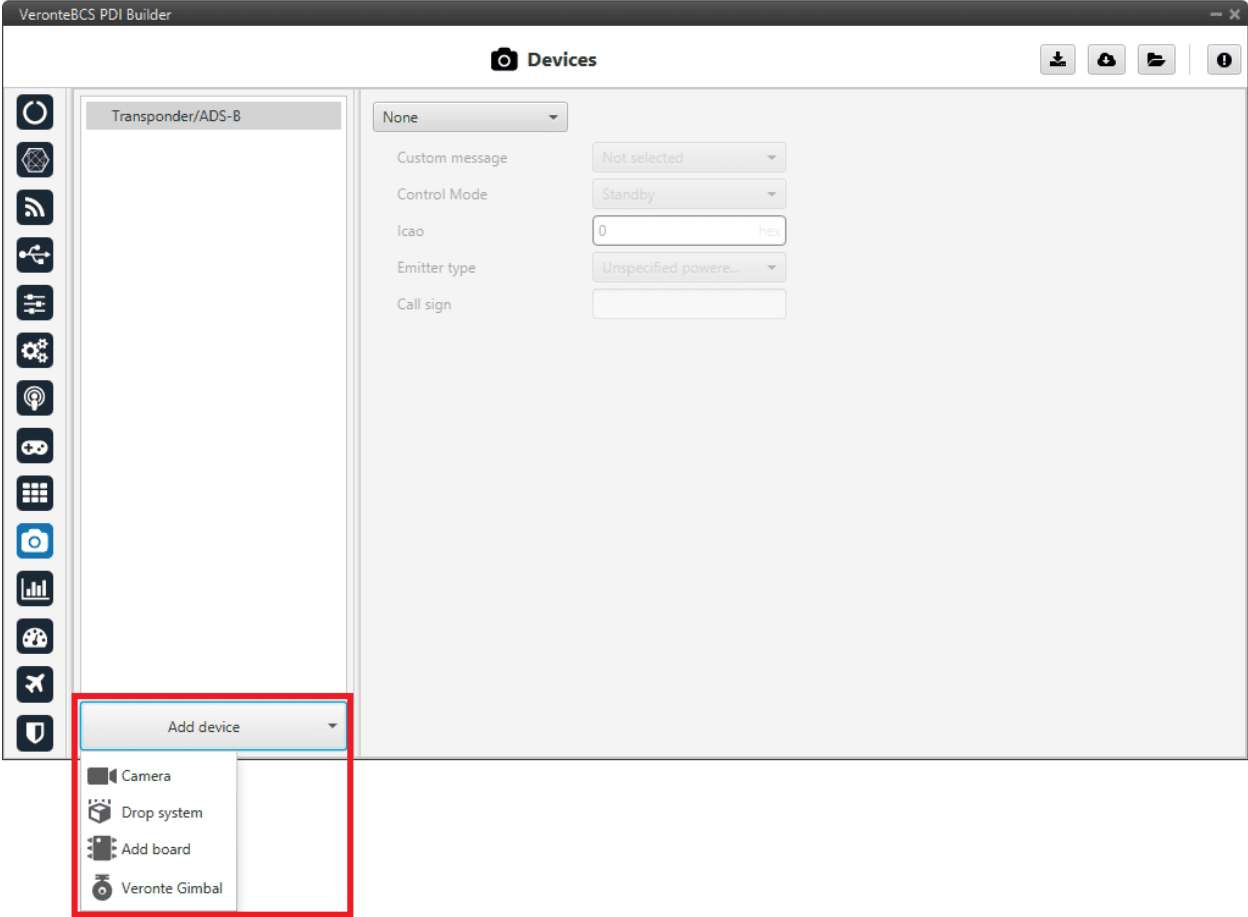 VeronteBCS PDI Builder
Devices
Transponder/ADS-B
None
Custom message Not selected
Control Mode Standby
Icao 0 hex
Emitter type Unspecified powere...
Call sign
Add device
Camera
Drop system
Add board
Veronte Gimbal